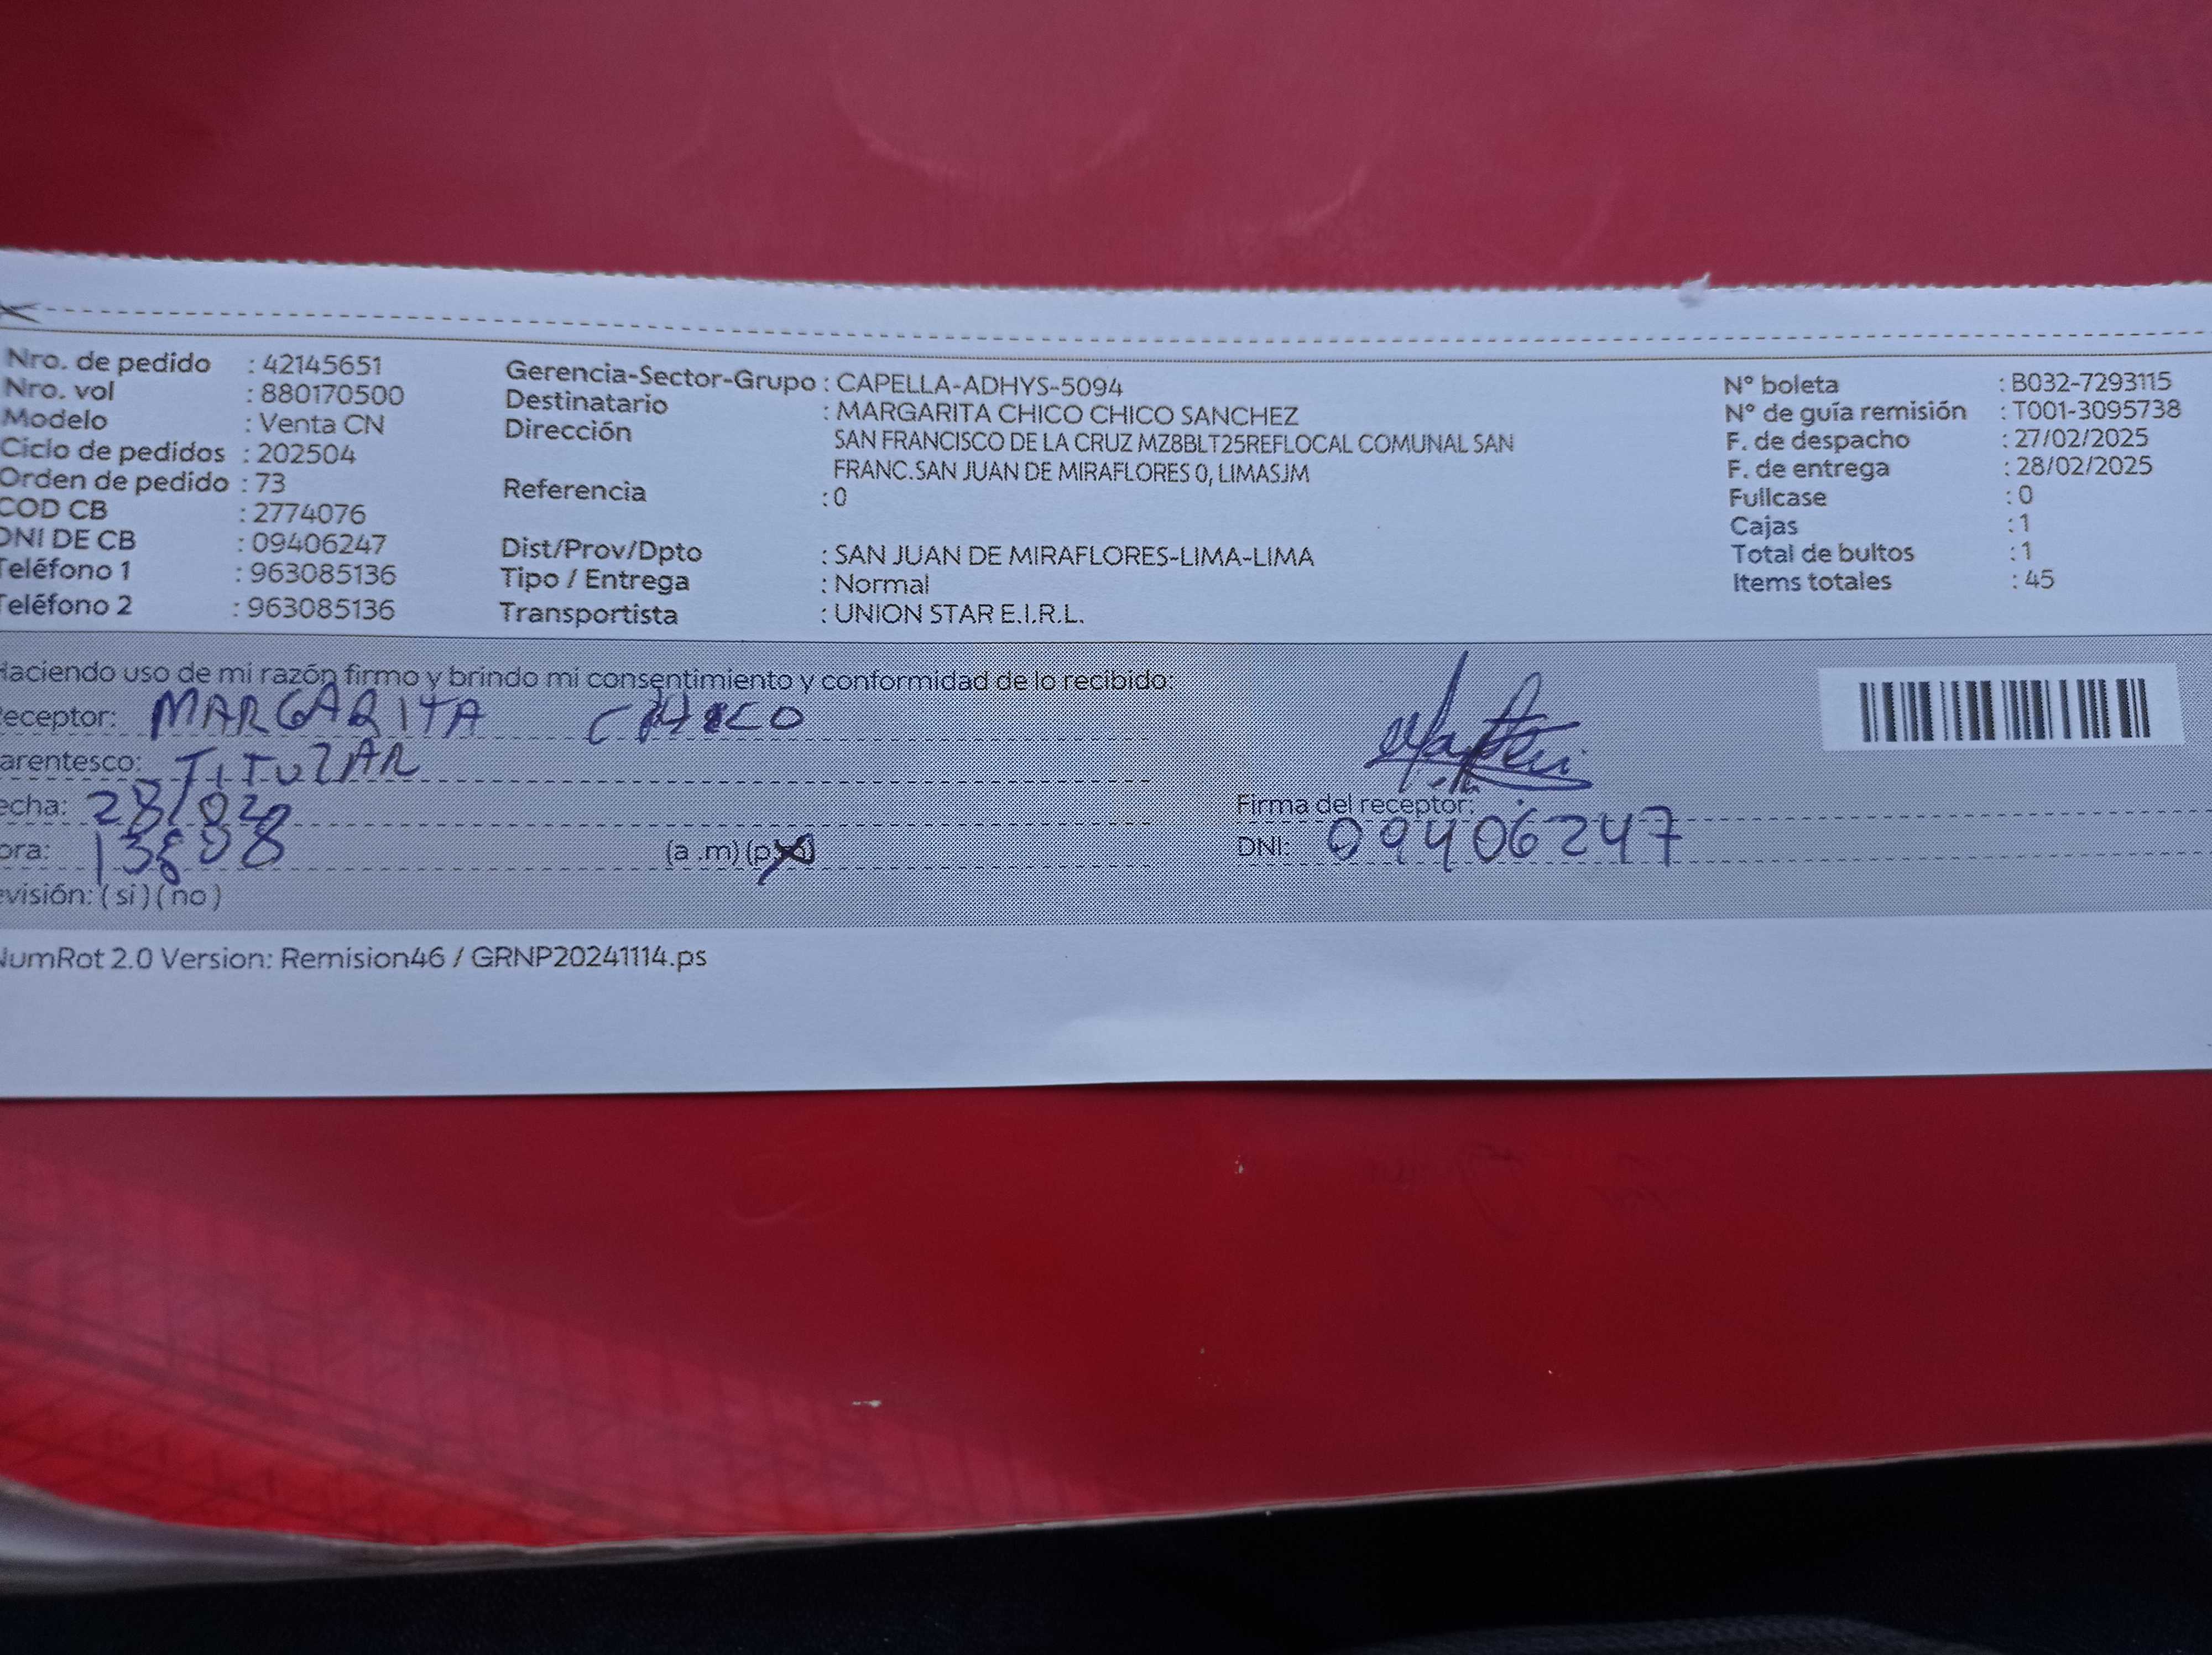 Nro. de pedido : 42145651
Nro. vol : 880170500
Modelo : Venta CN
Ciclo de pedidos : 202504
Orden de pedido : 73
COD CB : 2774076
DNI DE CB : 09406247
Teléfono 1 : 963085136
Teléfono 2 : 963085136
Gerencia-Sector-Grupo : CAPELLA-ADHYS-5094
Destinatario : MARGARITA CHICO CHICO SANCHEZ
Dirección SAN FRANCISCO DE LA CRUZ MZ8BLT25REFLOCAL COMUNAL SAN
FRANC.SAN JUAN DE MIRAFLORES 0, LIMASJM
Referencia : 0
Dist/Prov/Dpto : SAN JUAN DE MIRAFLORES-LIMA-LIMA
Tipo / Entrega : Normal
Transportista : UNION STAR E.I.R.L.
N° boleta : B032-7293115
N° de guía remisión : T001-3095738
F. de despacho : 27/02/2025
F. de entrega : 28/02/2025
Fullcase : 0
Cajas : 1
Total de bultos : 1
Items totales : 45
Haciendo uso de mi razón firmo y brindo mi consentimiento y conformidad de lo recibido:
Receptor: MARGARITA CHICO
arentesco: TITULAR
echa: 28/02
ora: (a .m) (p.m)
evisión: ( si ) ( no )
Firma del receptor:
DNI: 09406247
NumRot 2.0 Version: Remision46 / GRNP20241114.ps